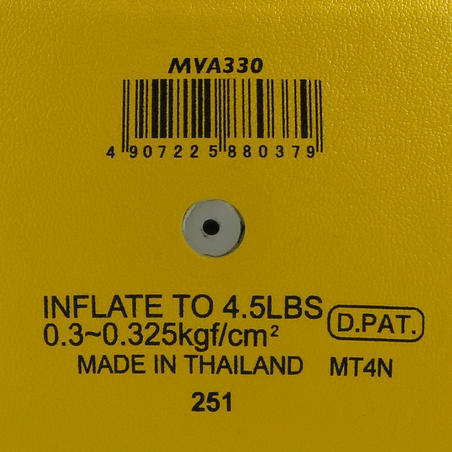 MVA330
4 907225 880379
INFLATE TO 4.5LBS
0.3~0.325kgf/cm² D.PAT.
MADE IN THAILAND MT4N
251